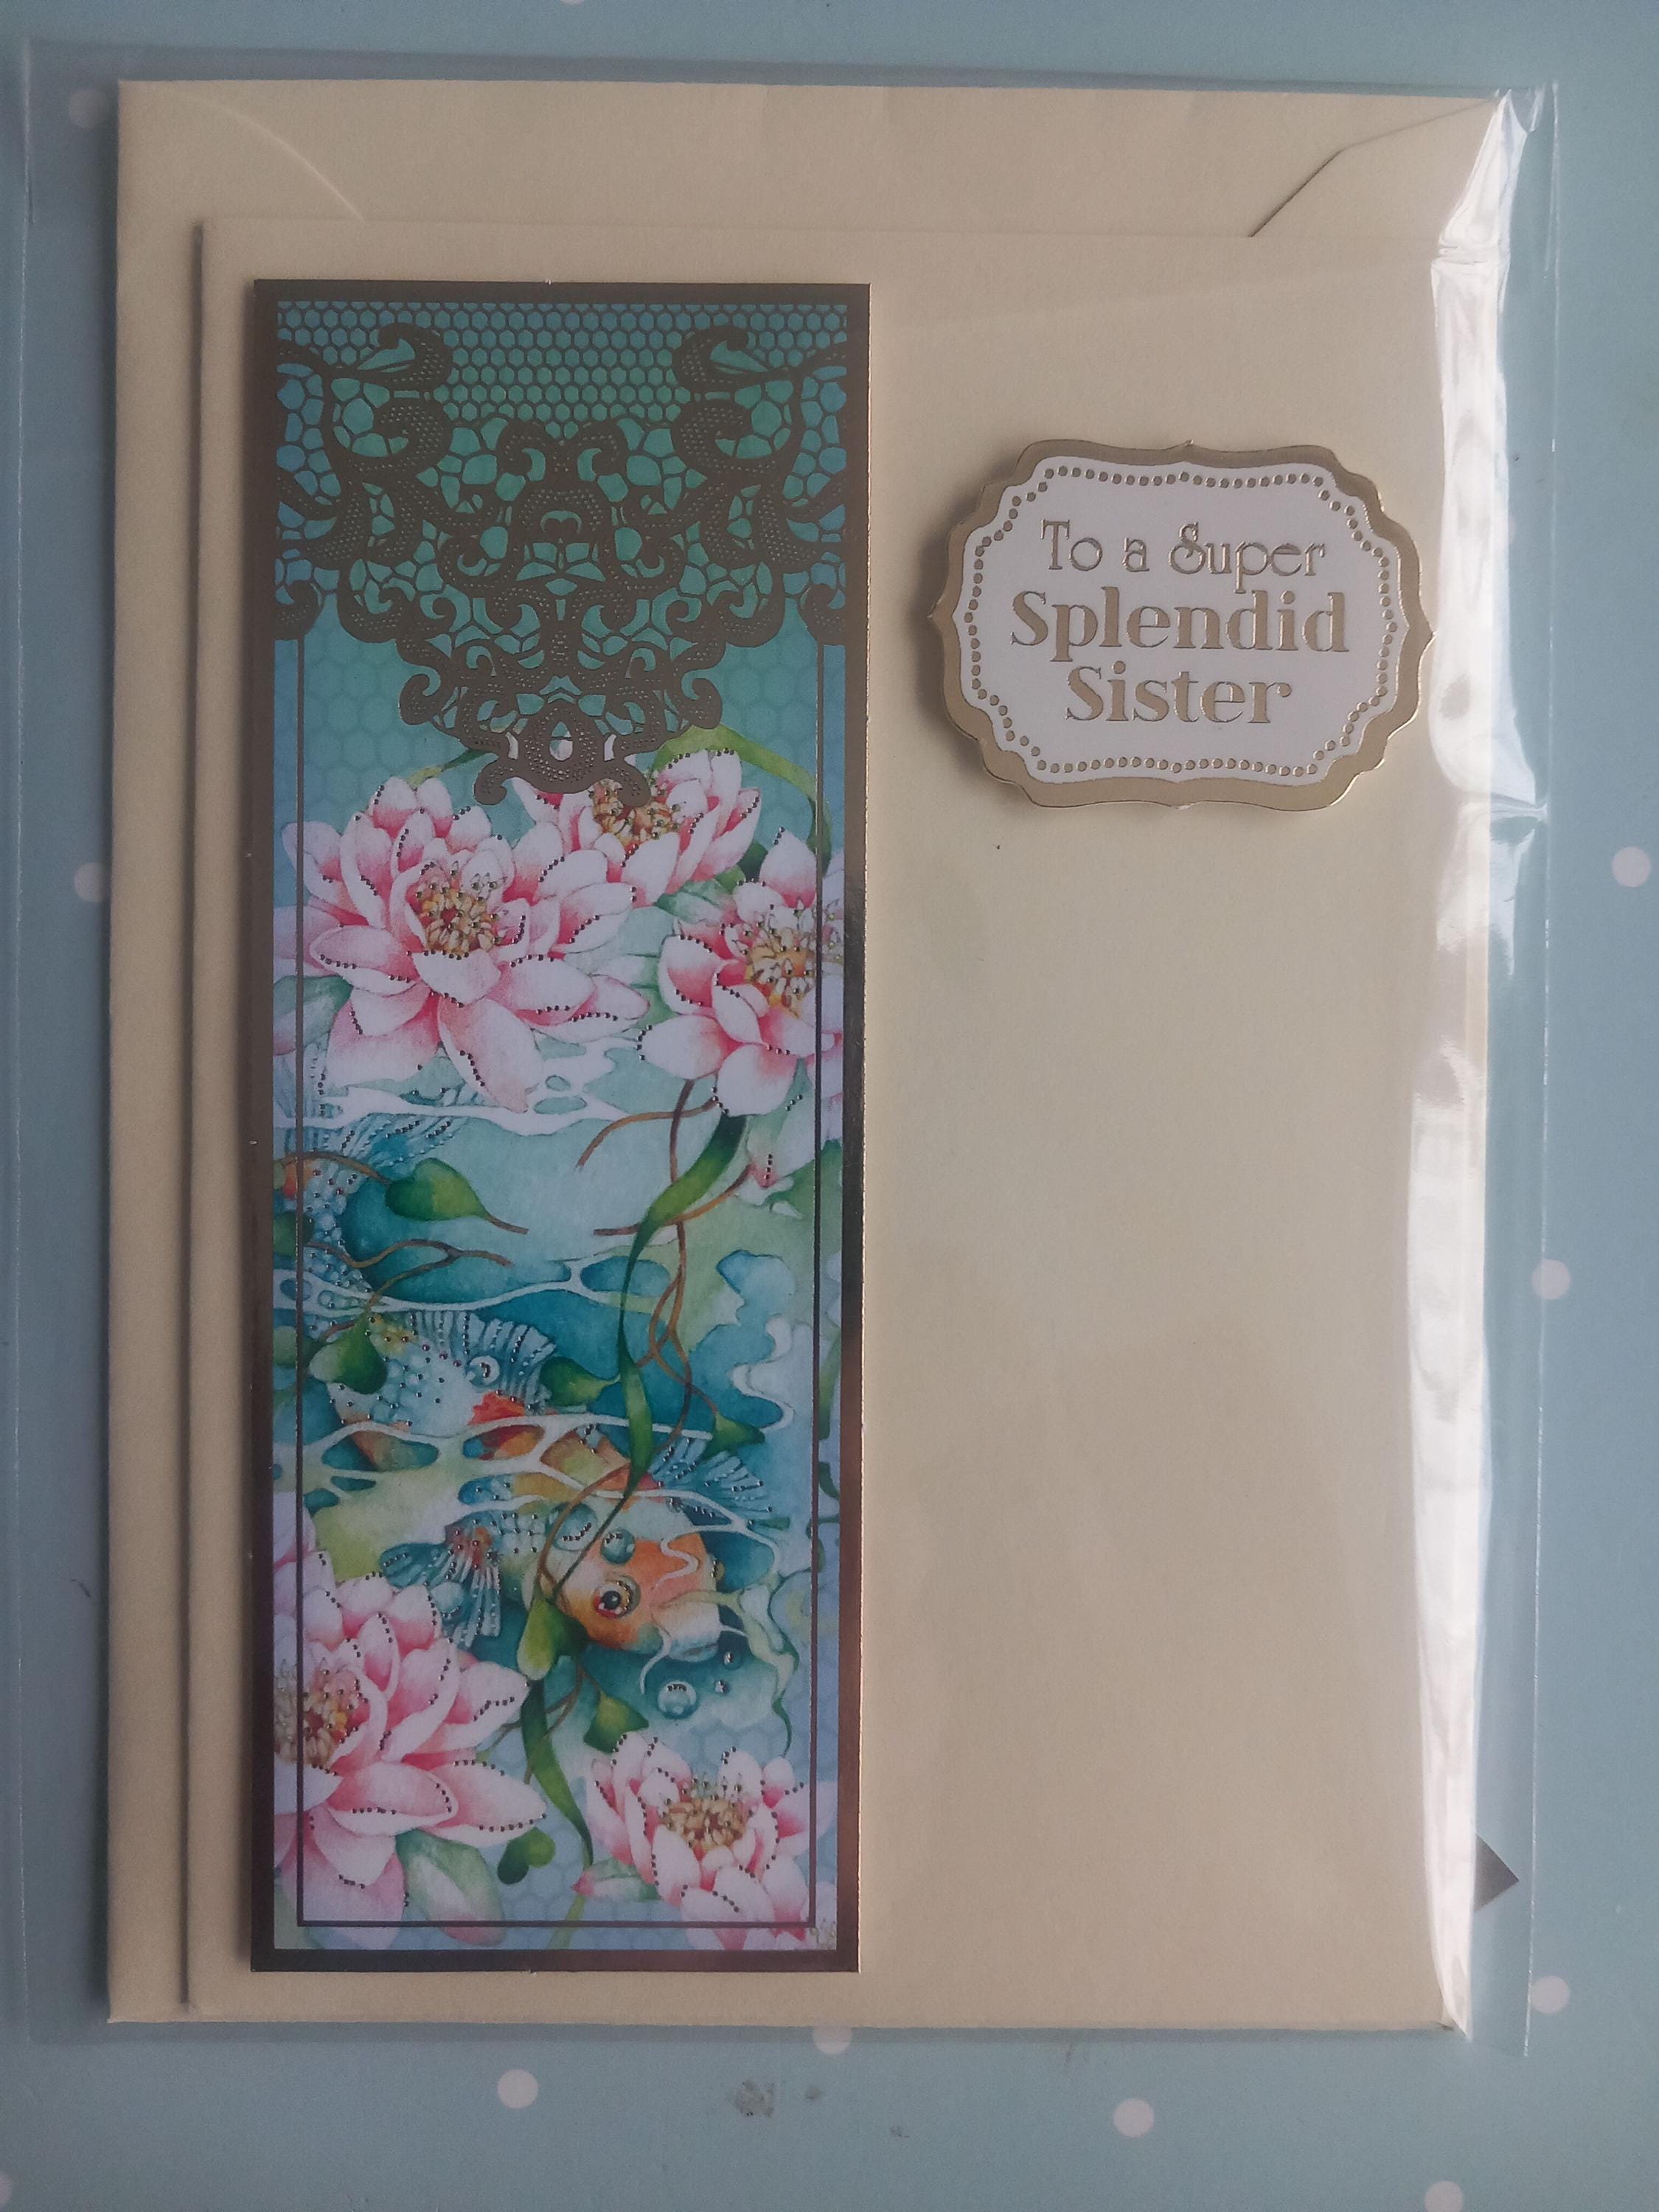 To a Super
Splendid
Sister